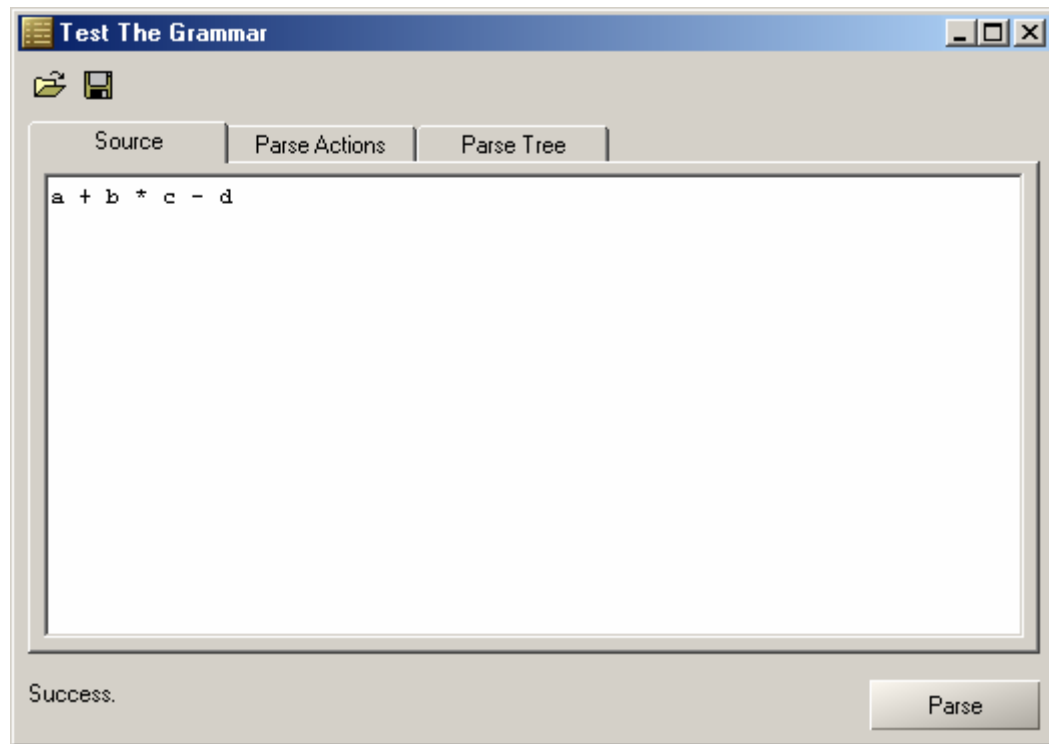 Test The Grammar
Source Parse Actions Parse Tree
a + b * c - d
Success.
Parse